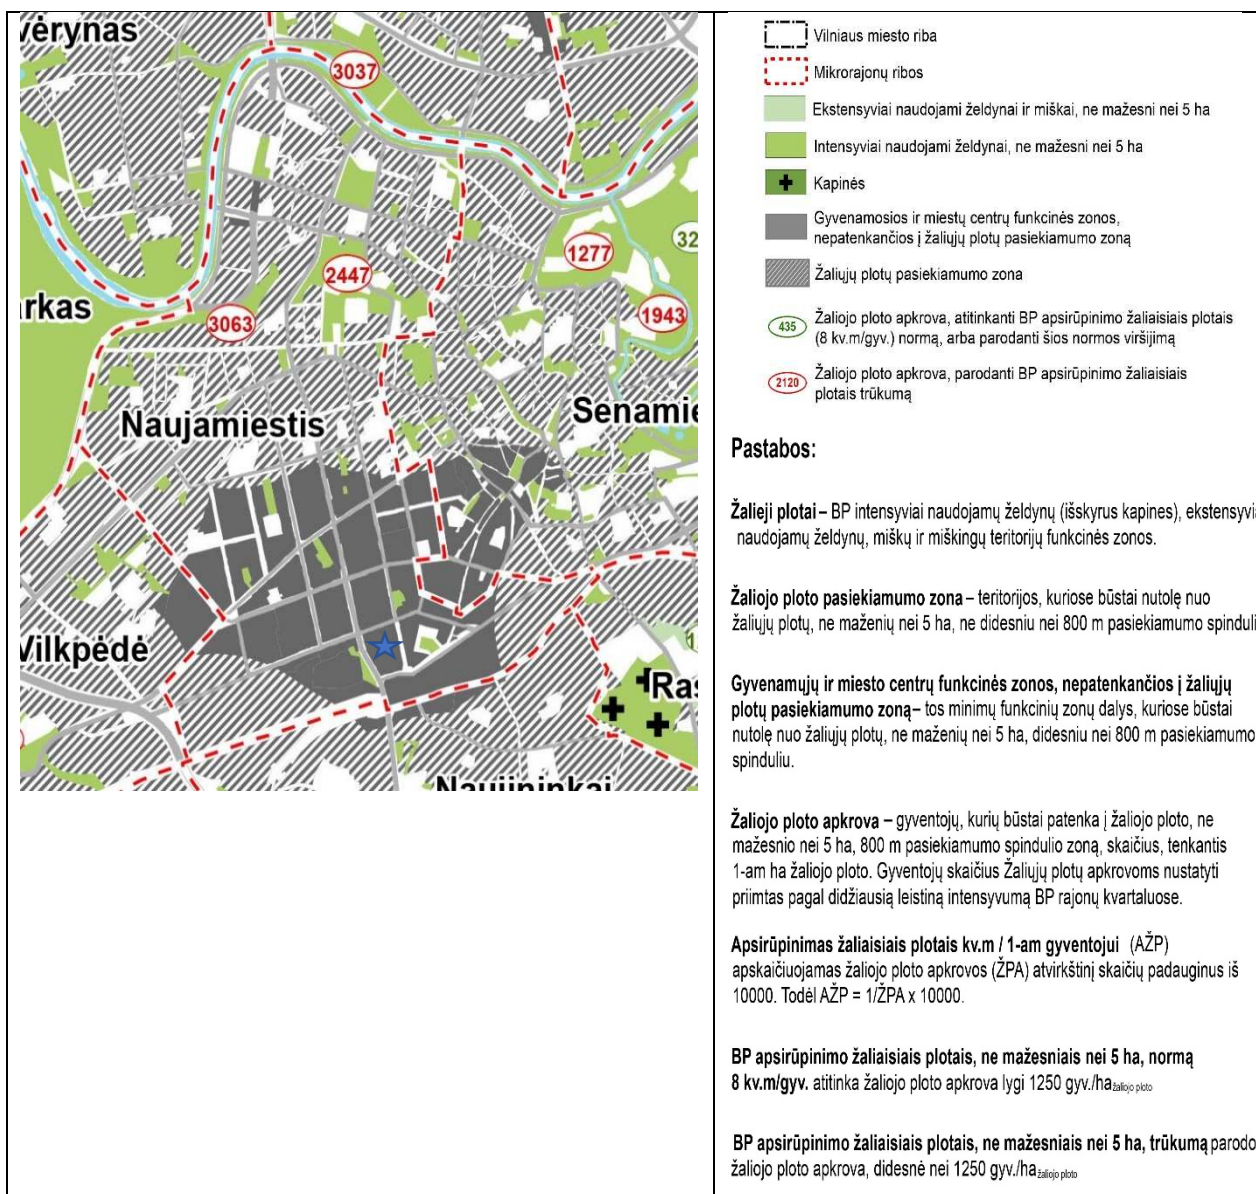 vėrynas
3037
32
1277
2447
1943
rkas
3063
Senamie
Naujamiestis
Vilkpėdė
Ras
Naujininkai
Vilniaus miesto riba
Mikrorajonų ribos
Ekstensyviai naudojami želdynai ir miškai, ne mažesni nei 5 ha
Intensyviai naudojami želdynai, ne mažesni nei 5 ha
Kapinės
Gyvenamosios ir miestų centrų funkcinės zonos,
nepatenkančios į žaliųjų plotų pasiekiamumo zoną
Žaliųjų plotų pasiekiamumo zona
435
Žaliojo ploto apkrova, atitinkanti BP apsirūpinimo žaliaisiais plotais
(8 kv.m/gyv.) normą, arba parodanti šios normos viršijimą
2120
Žaliojo ploto apkrova, parodanti BP apsirūpinimo žaliaisiais
plotais trūkumą
Pastabos:
Žalieji plotai – BP intensyviai naudojamų želdynų (išskyrus kapines), ekstensyvi
naudojamų želdynų, miškų ir miškingų teritorijų funkcinės zonos.
Žaliojo ploto pasiekiamumo zona – teritorijos, kuriose būstai nutolę nuo
žaliųjų plotų, ne maženių nei 5 ha, ne didesniu nei 800 m pasiekiamumo spinduli
Gyvenamųjų ir miesto centrų funkcinės zonos, nepatenkančios į žaliųjų
plotų pasiekiamumo zoną– tos minimų funkcinių zonų dalys, kuriose būstai
nutolę nuo žaliųjų plotų, ne maženių nei 5 ha, didesniu nei 800 m pasiekiamumo
spinduliu.
Žaliojo ploto apkrova – gyventojų, kurių būstai patenka į žaliojo ploto, ne
mažesnio nei 5 ha, 800 m pasiekiamumo spindulio zoną, skaičius, tenkantis
1-am ha žaliojo ploto. Gyventojų skaičius Žaliųjų plotų apkrovoms nustatyti
priimtas pagal didžiausią leistiną intensyvumą BP rajonų kvartaluose.
Apsirūpinimas žaliaisiais plotais kv.m / 1-am gyventojui (AŽP)
apskaičiuojamas žaliojo ploto apkrovos (ŽPA) atvirkštinį skaičių padauginus iš
10000. Todėl AŽP = 1/ŽPA x 10000.
BP apsirūpinimo žaliaisiais plotais, ne mažesniais nei 5 ha, normą
8 kv.m/gyv. atitinka žaliojo ploto apkrova lygi 1250 gyv./ha žaliojo ploto
BP apsirūpinimo žaliaisiais plotais, ne mažesniais nei 5 ha, trūkumą parodo
žaliojo ploto apkrova, didesnė nei 1250 gyv./ha žaliojo ploto